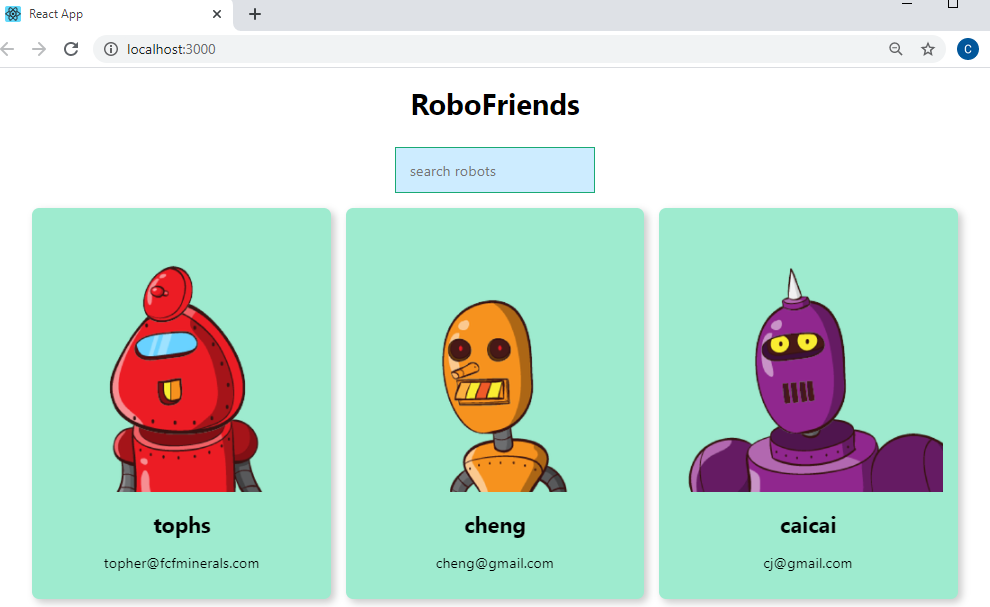 React App
localhost:3000
C
RoboFriends
search robots
tophs
cheng
caicai
topher@fcfminerals.com
cheng@gmail.com
cj@gmail.com